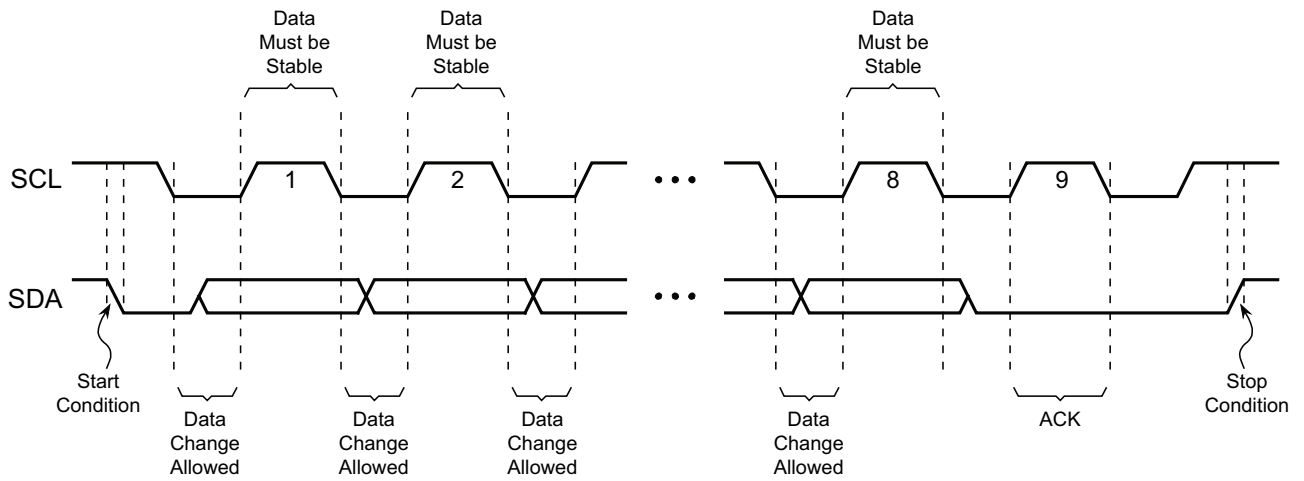 Data
Must be
Stable
Data
Must be
Stable
Data
Must be
Stable
SCL
1
2
8
9
SDA
Start
Condition
Data
Change
Allowed
Data
Change
Allowed
Data
Change
Allowed
Data
Change
Allowed
ACK
Stop
Condition